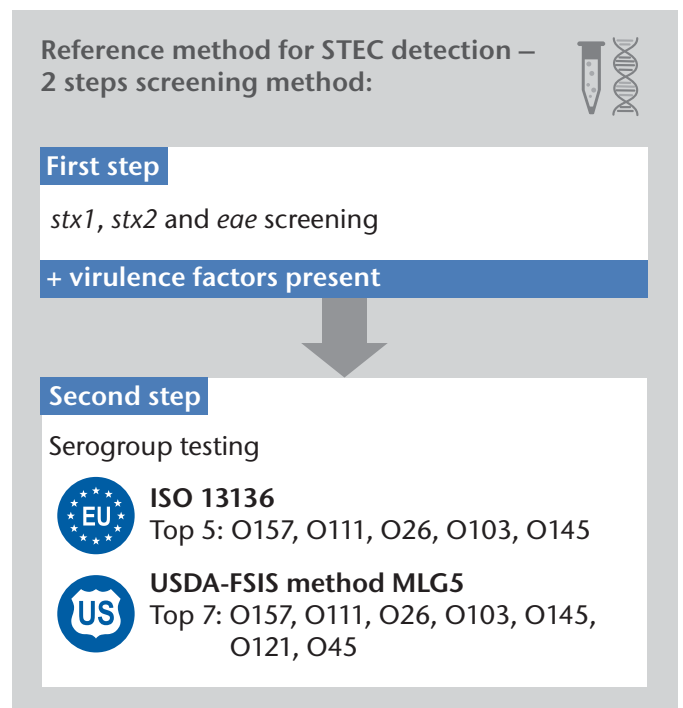 Reference method for STEC detection –
2 steps screening method:
First step
stx1, stx2 and eae screening
+ virulence factors present
Second step
Serogroup testing
EU
ISO 13136
Top 5: O157, O111, O26, O103, O145
US
USDA-FSIS method MLG5
Top 7: O157, O111, O26, O103, O145,
O121, O45